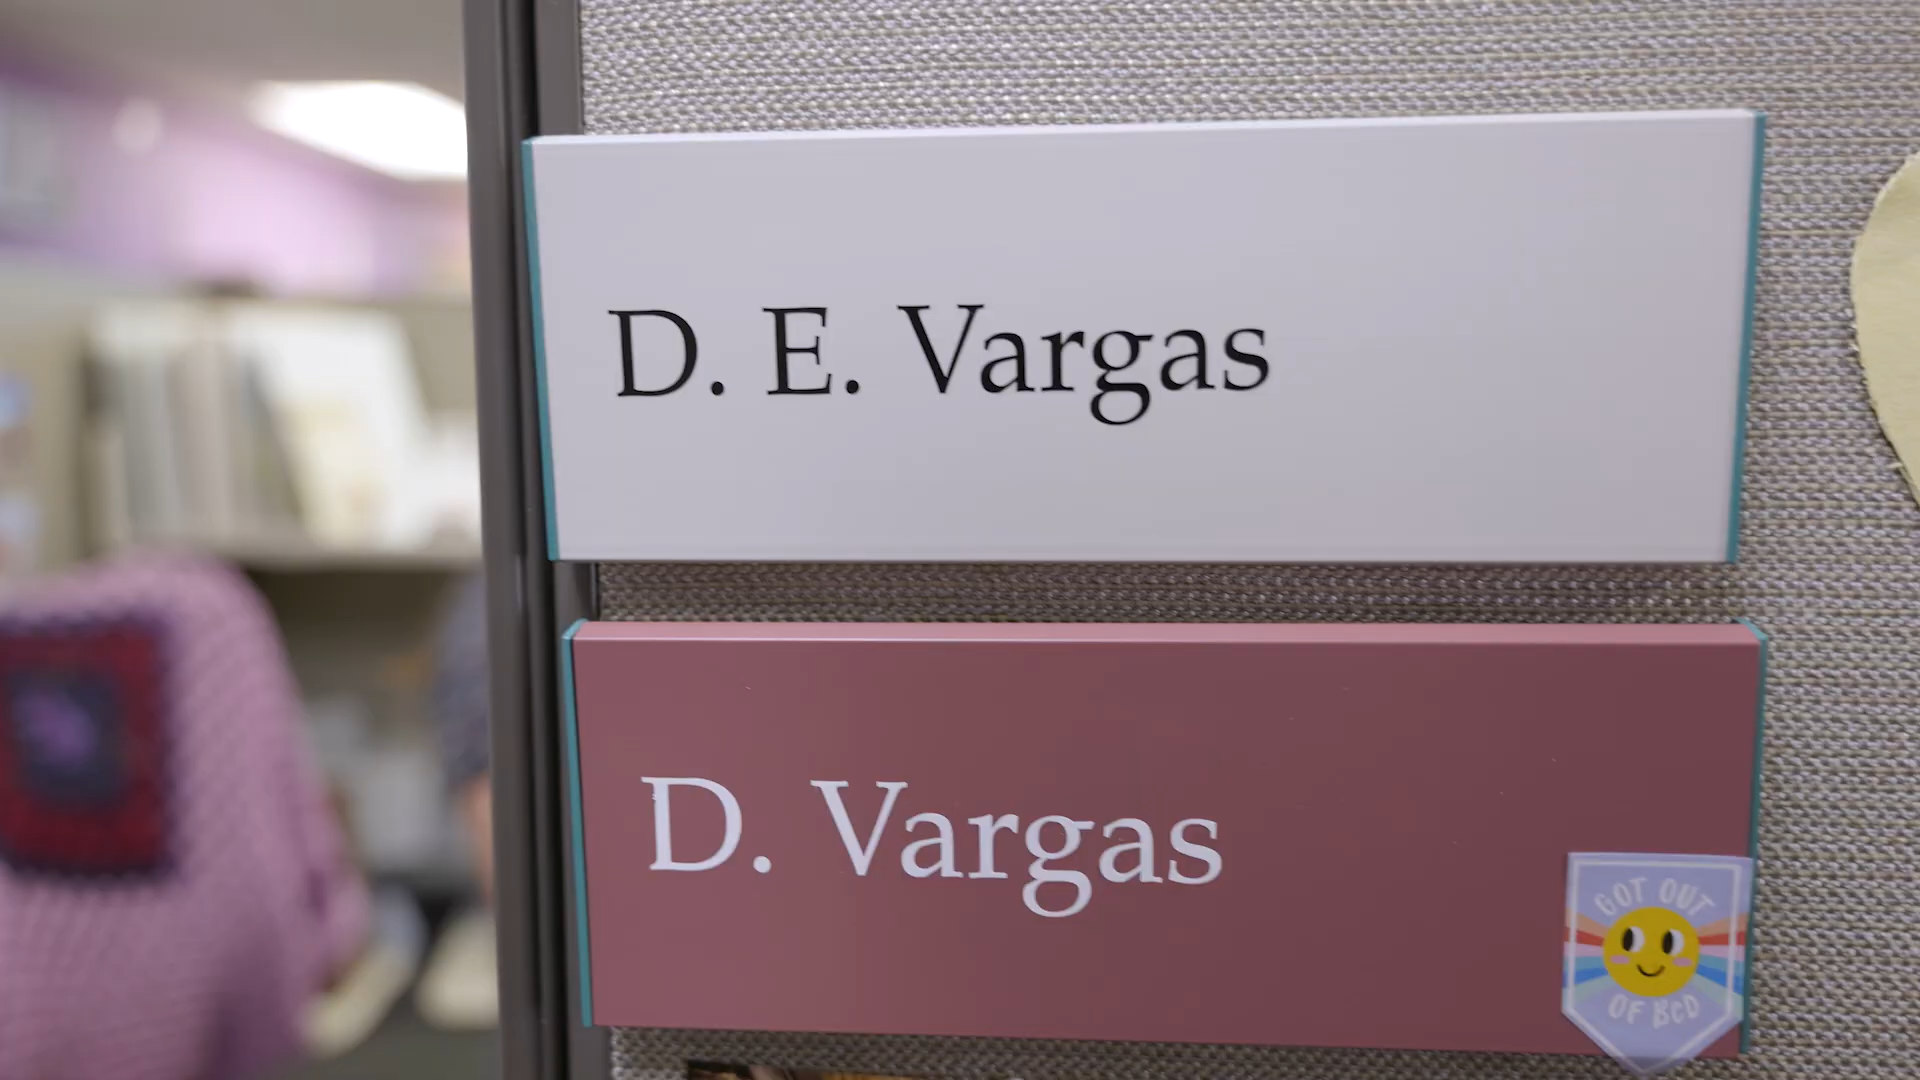 D. E. Vargas
D. Vargas
GOT OUT
OF BED